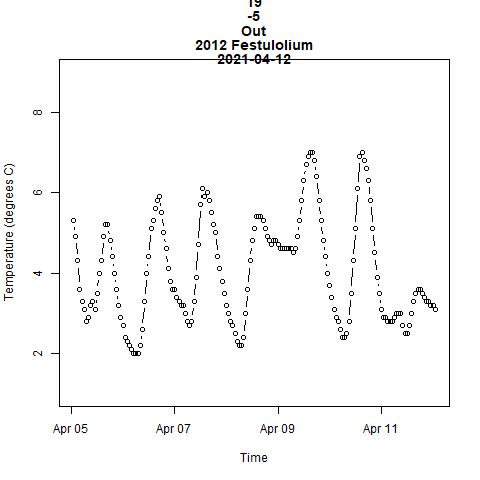 19
-5
Out
2012 Festulolium
2021-04-12
Temperature (degrees C)
8
6
4
2
Apr 05 Apr 07 Apr 09 Apr 11
Time